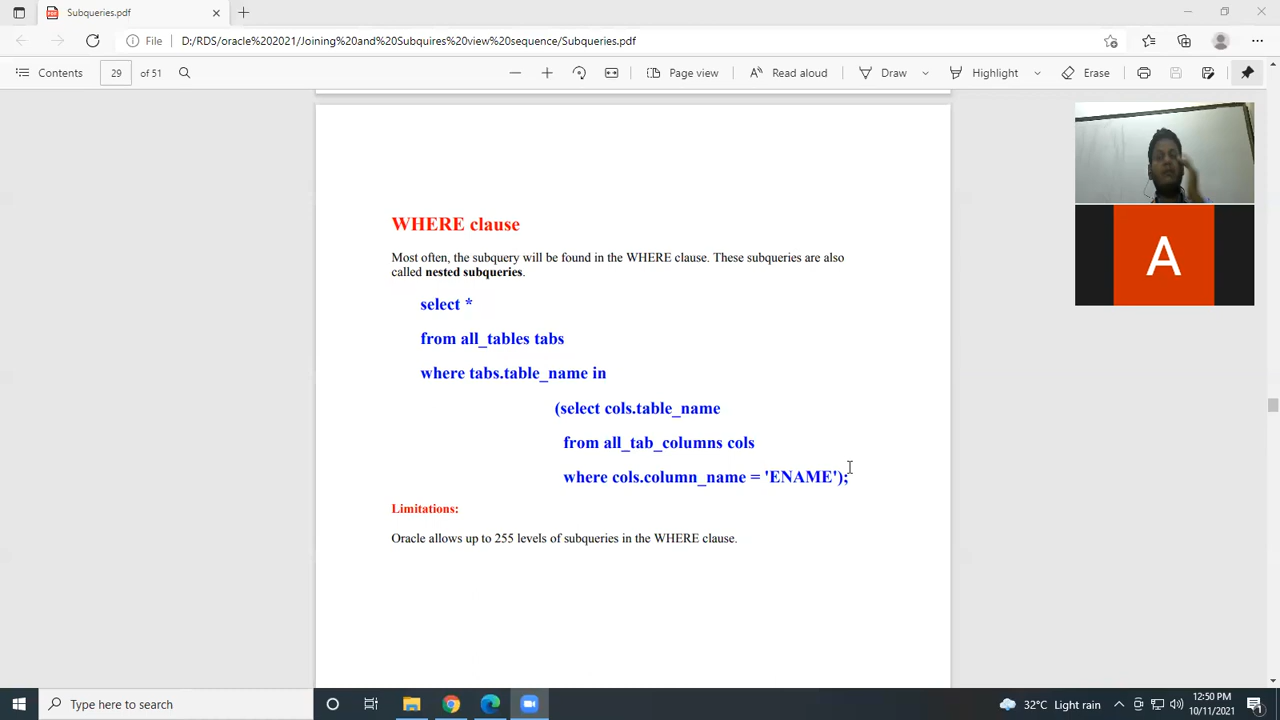 Subqueries.pdf
File D:/RDS/oracle%202021/Joining%20and%20Subquires%20view%20sequence/Subqueries.pdf
Contents 29 of 51 Page view Read aloud Draw Highlight Erase
WHERE clause
Most often, the subquery will be found in the WHERE clause. These subqueries are also
called nested subqueries.
select *
from all_tables tabs
where tabs.table_name in
(select cols.table_name
from all_tab_columns cols
where cols.column_name = 'ENAME');
Limitations:
Oracle allows up to 255 levels of subqueries in the WHERE clause.
A
Type here to search
32°C Light rain
12:50 PM
10/11/2021